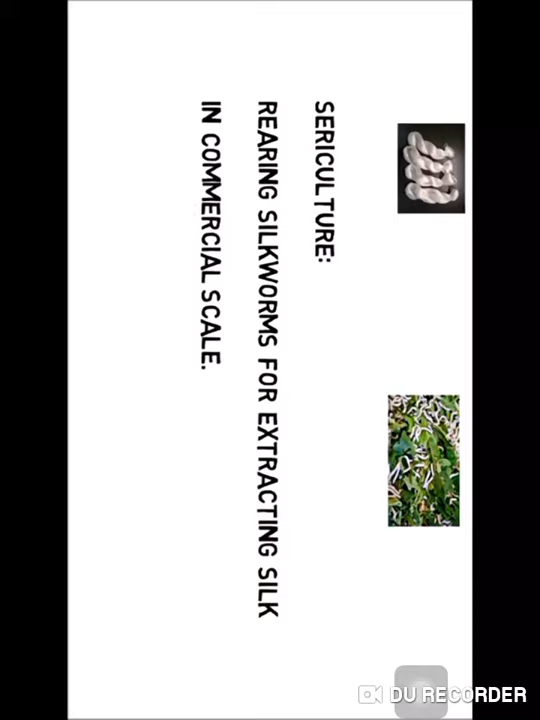 SERICULTURE:
REARING SILKWORMS FOR EXTRACTING SILK
IN COMMERCIAL SCALE.
DU RECORDER